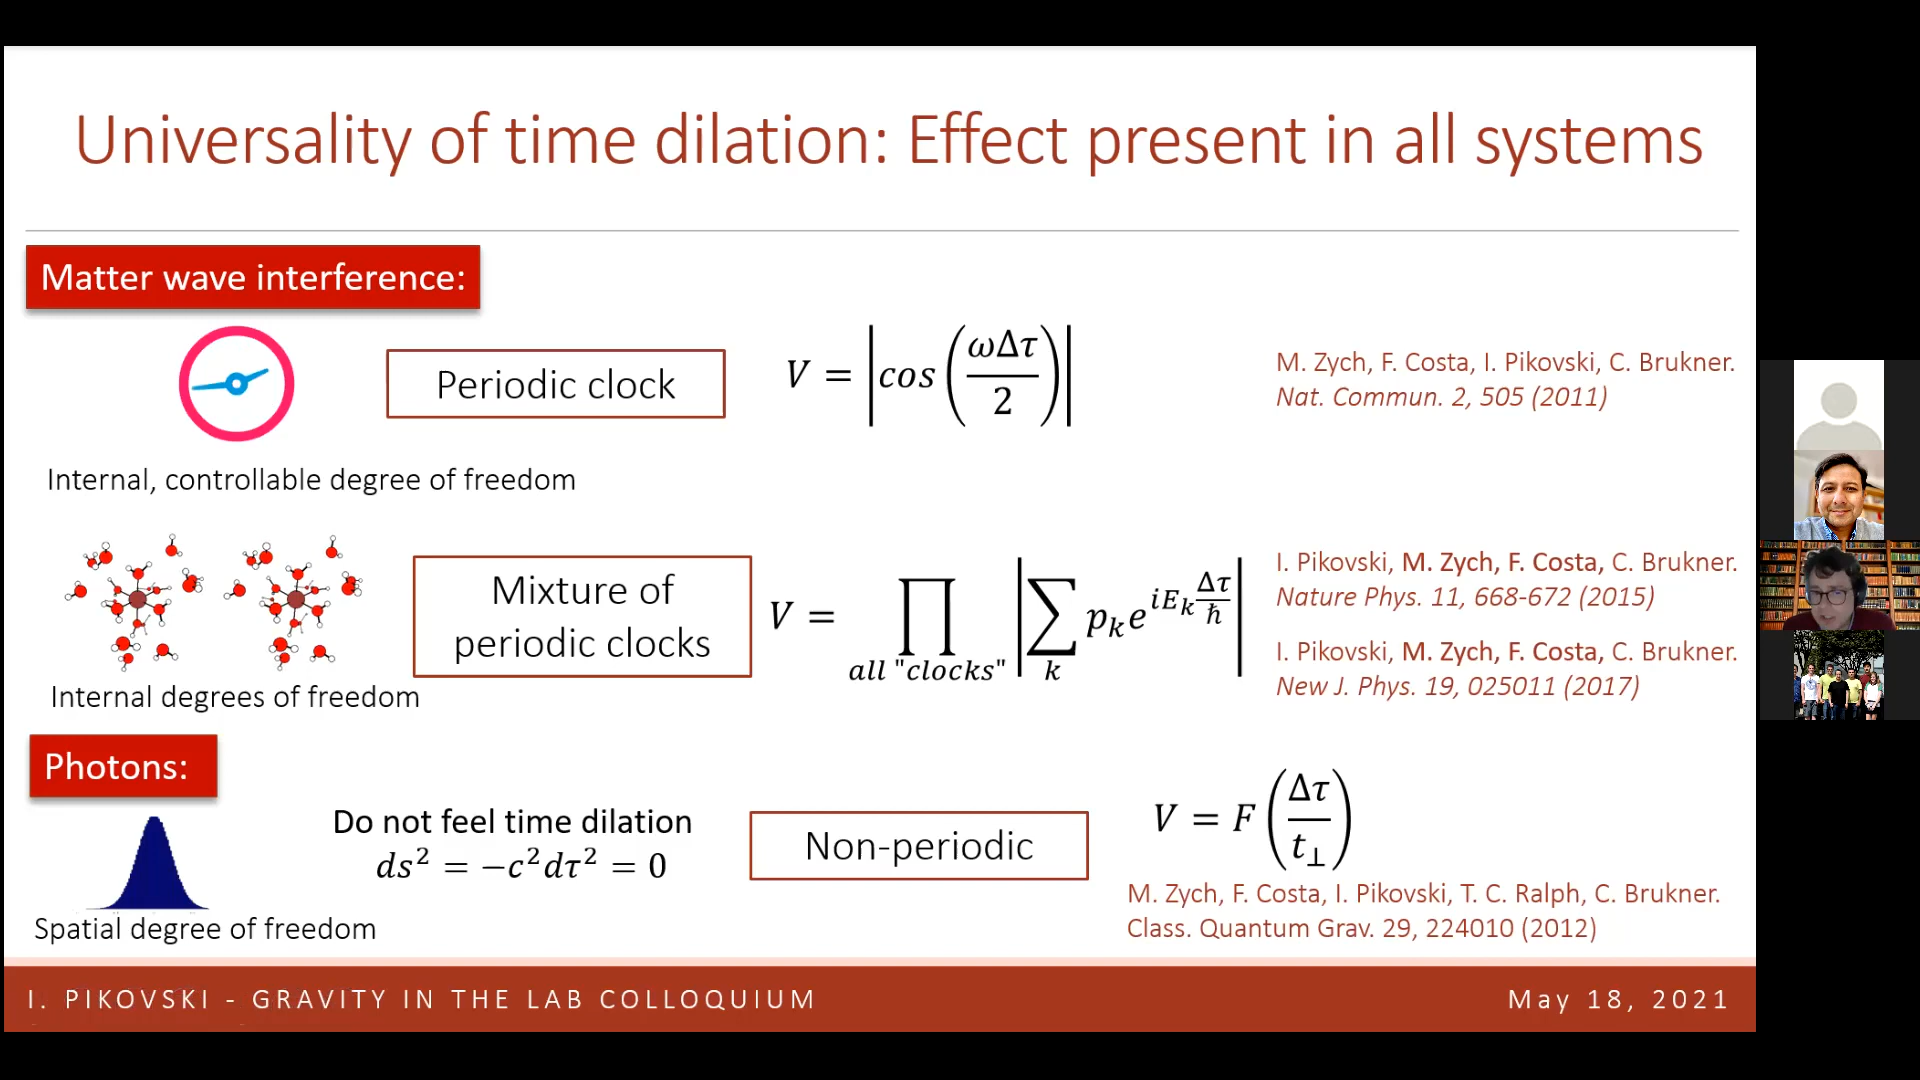 Universality of time dilation: Effect present in all systems
Matter wave interference:
Periodic clock
V = |cos(ωΔτ/2)|
M. Zych, F. Costa, I. Pikovski, C. Brukner.
Nat. Commun. 2, 505 (2011)
Internal, controllable degree of freedom
Mixture of
periodic clocks
V = ∏_{all "clocks"} |∑_k p_k e^{iE_k Δτ/ħ}|
I. Pikovski, M. Zych, F. Costa, C. Brukner.
Nature Phys. 11, 668-672 (2015)
I. Pikovski, M. Zych, F. Costa, C. Brukner.
New J. Phys. 19, 025011 (2017)
Internal degrees of freedom
Photons:
Do not feel time dilation
ds² = −c²dτ² = 0
Non-periodic
V = F(Δτ/t_⊥)
M. Zych, F. Costa, I. Pikovski, T. C. Ralph, C. Brukner.
Class. Quantum Grav. 29, 224010 (2012)
Spatial degree of freedom
I. PIKOVSKI - GRAVITY IN THE LAB COLLOQUIUM
May 18, 2021